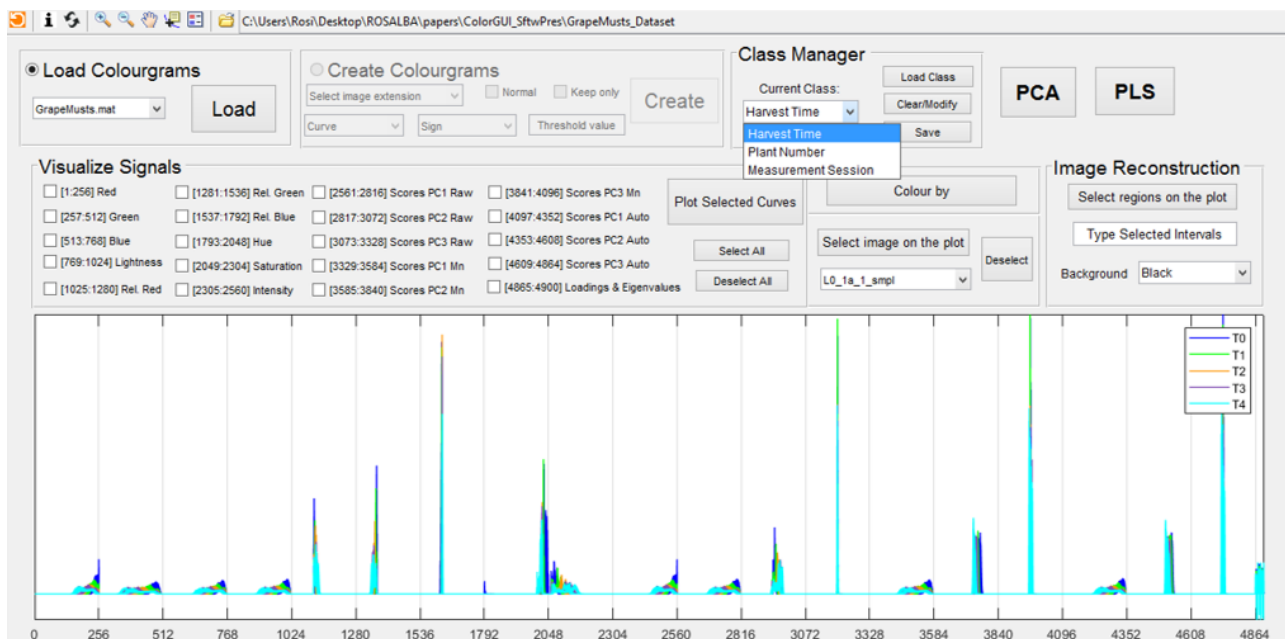 C:\Users\Rosi\Desktop\ROSALBA\papers\ColorGUI_SftwPres\GrapeMusts_Dataset
Load Colourgrams
GrapeMusts.mat
Load
Create Colourgrams
Select image extension
Normal
Keep only
Create
Curve
Sign
Threshold value
Class Manager
Current Class:
Harvest Time
Harvest Time
Plant Number
Measurement Session
Load Class
Clear/Modify
Save
PCA
PLS
Visualize Signals
[1:256] Red
[257:512] Green
[513:768] Blue
[769:1024] Lightness
[1025:1280] Rel. Red
[1281:1536] Rel. Green
[1537:1792] Rel. Blue
[1793:2048] Hue
[2049:2304] Saturation
[2305:2560] Intensity
[2561:2816] Scores PC1 Raw
[2817:3072] Scores PC2 Raw
[3073:3328] Scores PC3 Raw
[3329:3584] Scores PC1 Mn
[3585:3840] Scores PC2 Mn
[3841:4096] Scores PC3 Mn
[4097:4352] Scores PC1 Auto
[4353:4608] Scores PC2 Auto
[4609:4864] Scores PC3 Auto
[4865:4900] Loadings & Eigenvalues
Plot Selected Curves
Select All
Deselect All
Colour by
Select image on the plot
L0_1a_1_smpl
Deselect
Image Reconstruction
Select regions on the plot
Type Selected Intervals
Background
Black
T0
T1
T2
T3
T4
0 256 512 768 1024 1280 1536 1792 2048 2304 2560 2816 3072 3328 3584 3840 4096 4352 4608 4864